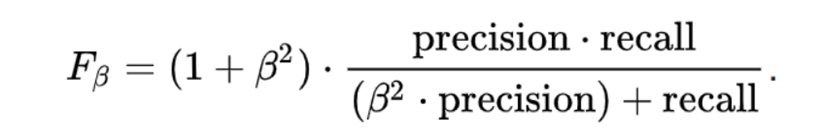 F_β = (1 + β²) · (precision · recall) / ((β² · precision) + recall).